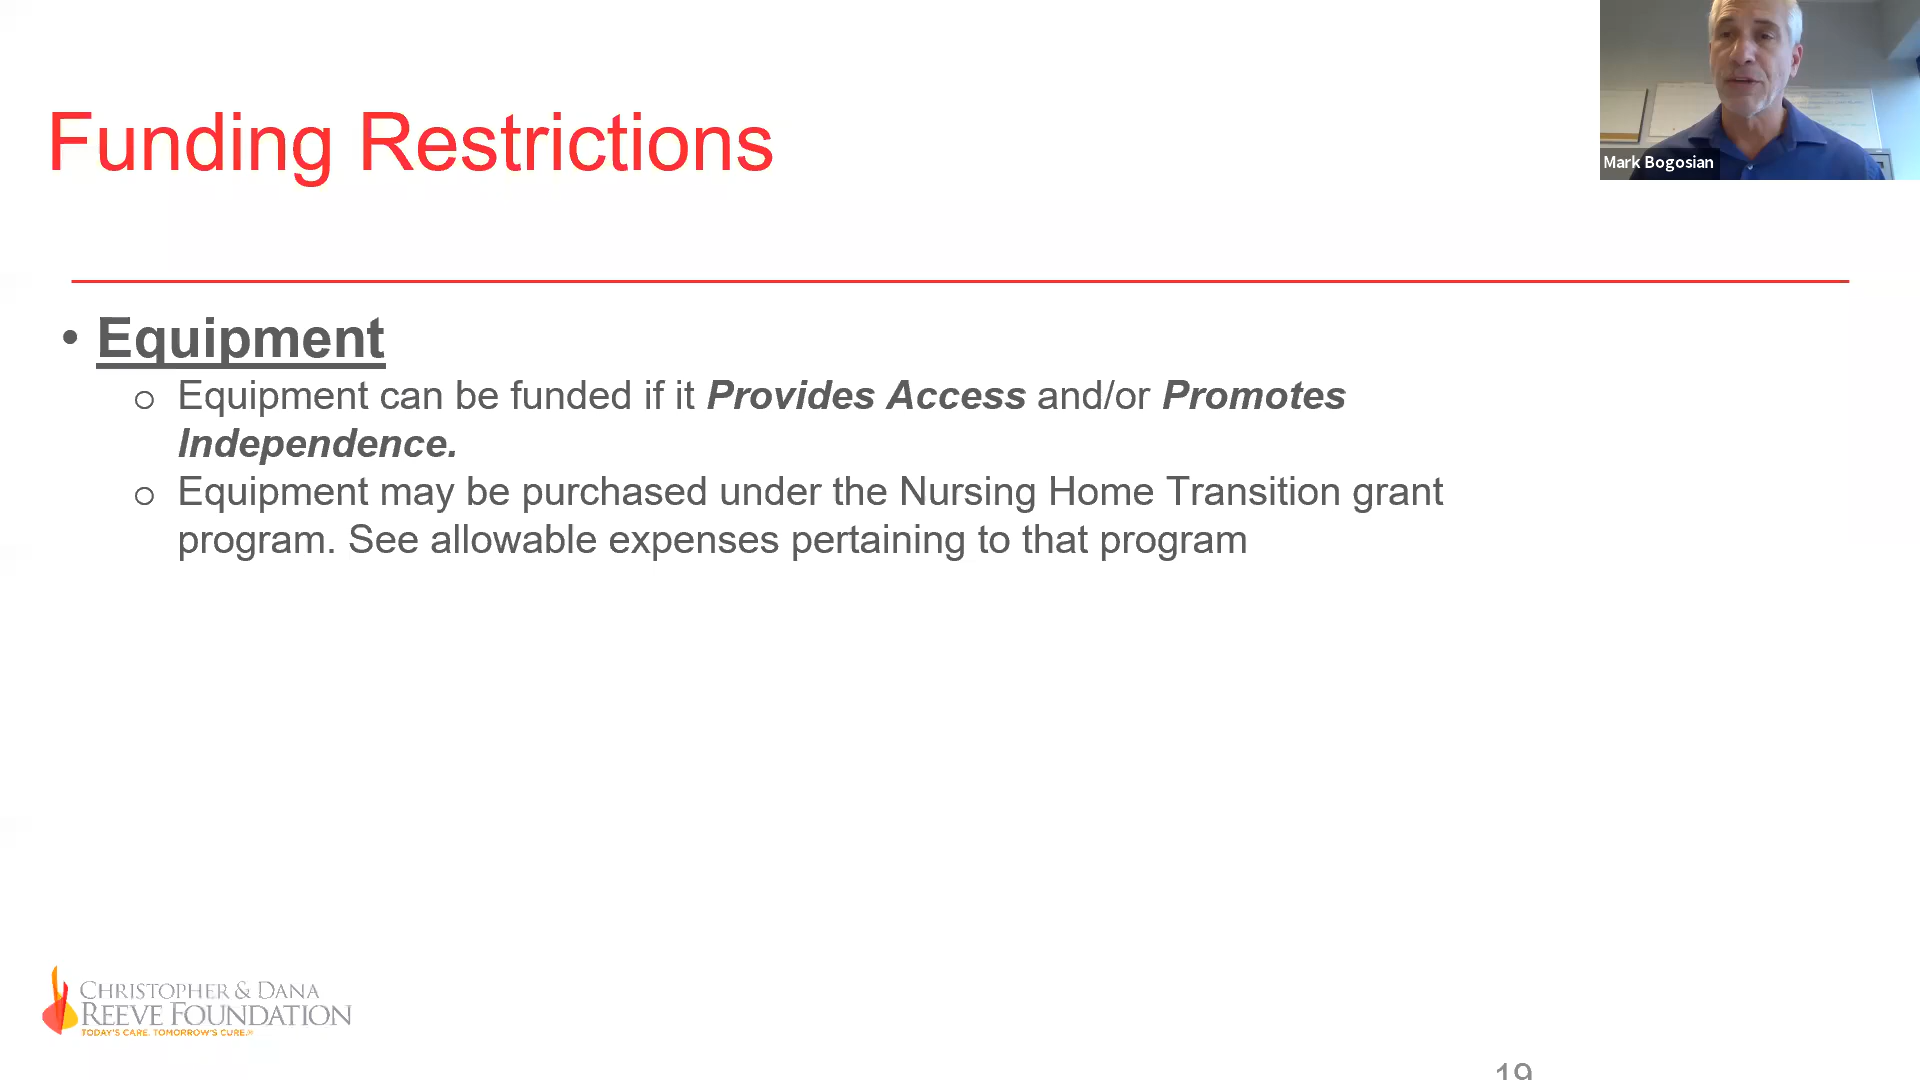 Funding Restrictions
Mark Bogosian
• Equipment
o Equipment can be funded if it Provides Access and/or Promotes
Independence.
o Equipment may be purchased under the Nursing Home Transition grant
program. See allowable expenses pertaining to that program
CHRISTOPHER & DANA
REEVE FOUNDATION
TODAY'S CARE. TOMORROW'S CURE.®
19